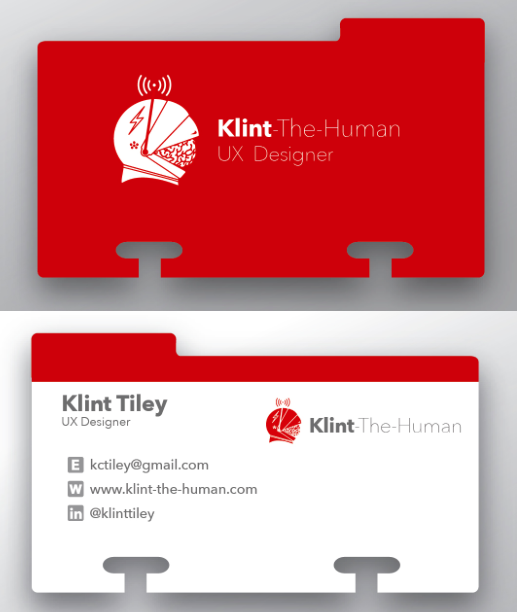 Klint-The-Human
UX Designer
Klint Tiley
UX Designer
Klint-The-Human
E kctiley@gmail.com
W www.klint-the-human.com
in @klinttiley